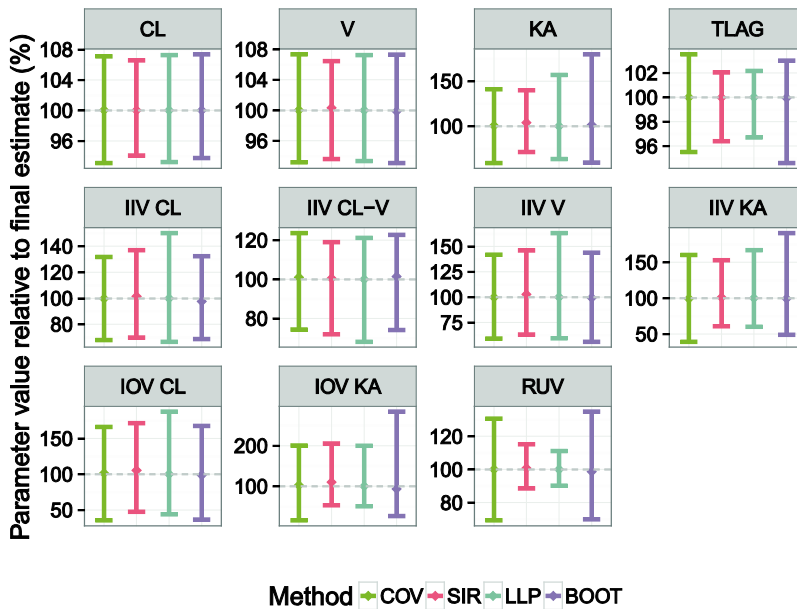 Parameter value relative to final estimate (%)
CL
V
KA
TLAG
108
104
100
96
108
104
100
96
150
100
102
100
98
96
IIV CL
IIV CL−V
IIV V
IIV KA
140
120
100
80
120
100
80
150
125
100
75
150
100
50
IOV CL
IOV KA
RUV
150
100
50
200
100
120
100
80
Method COV SIR LLP BOOT